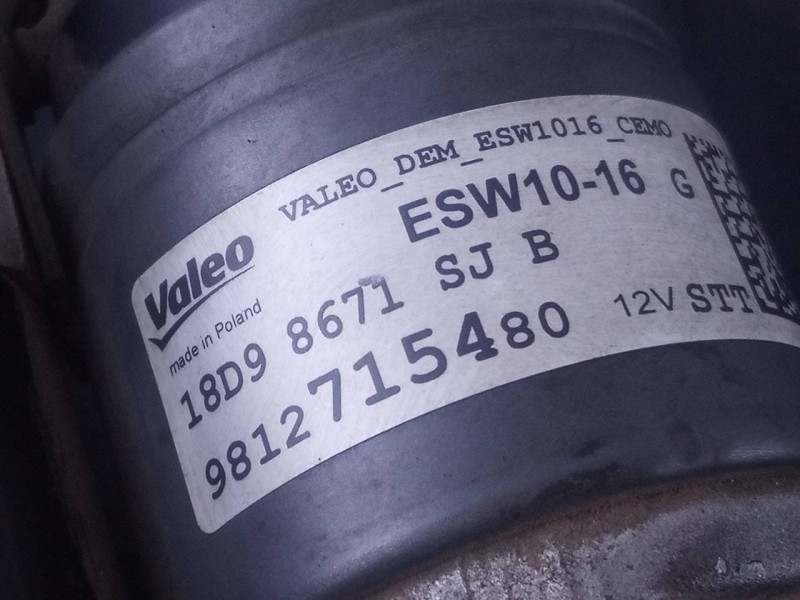 VALEO_DEM_ESW1016_CEMO
Valeo
ESW10-16 G
made in Poland
18D9 8671 SJ B
9812715480
12V STT